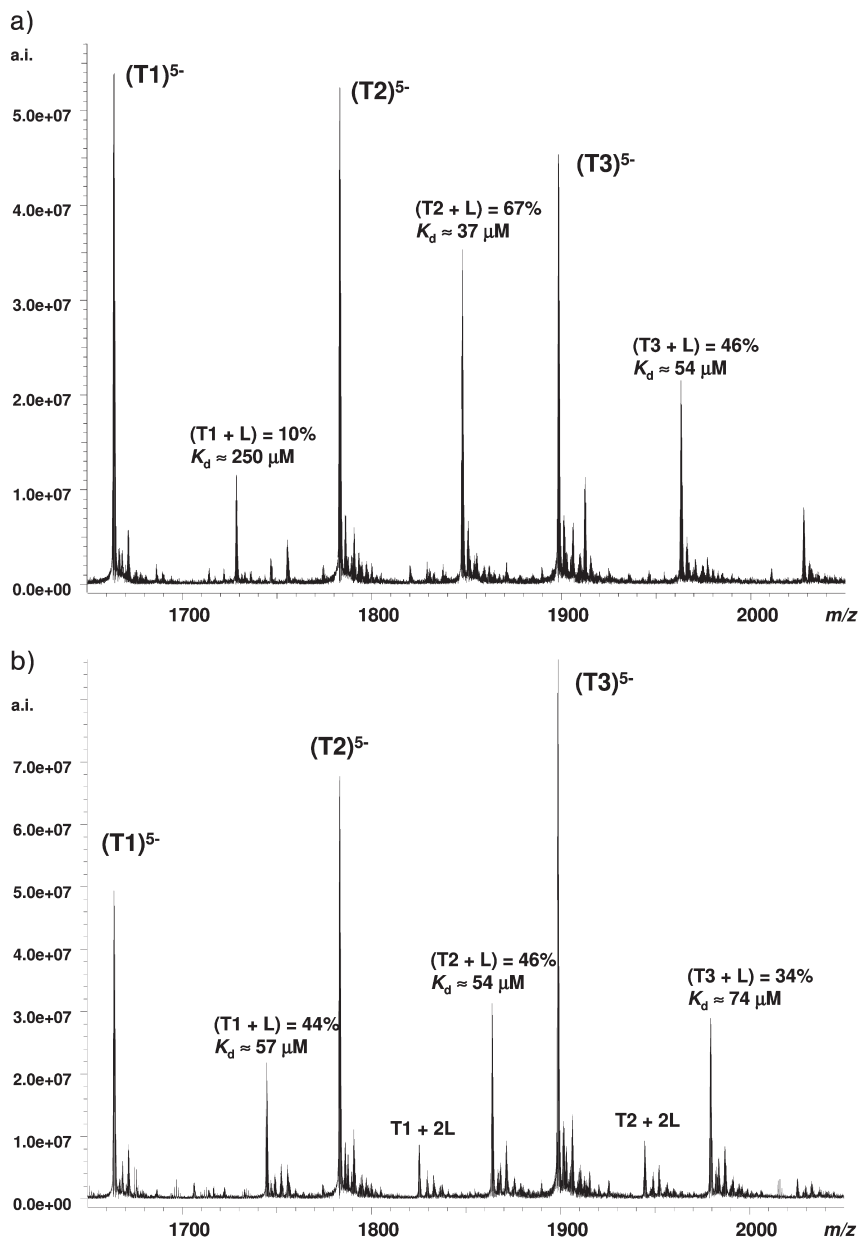 a)
a.i.
(T1)5-
(T2)5-
5.0e+07
(T3)5-
4.0e+07
(T2 + L) = 67%
Kd ≈ 37 μM
3.0e+07
(T3 + L) = 46%
Kd ≈ 54 μM
2.0e+07
(T1 + L) = 10%
Kd ≈ 250 μM
1.0e+07
0.0e+00
1700 1800 1900 2000 m/z
b)
a.i.
(T3)5-
(T2)5-
7.0e+07
6.0e+07
(T1)5-
5.0e+07
4.0e+07
(T2 + L) = 46%
Kd ≈ 54 μM
(T3 + L) = 34%
Kd ≈ 74 μM
3.0e+07
(T1 + L) = 44%
Kd ≈ 57 μM
2.0e+07
T1 + 2L
T2 + 2L
1.0e+07
0.0e+00
1700 1800 1900 2000 m/z